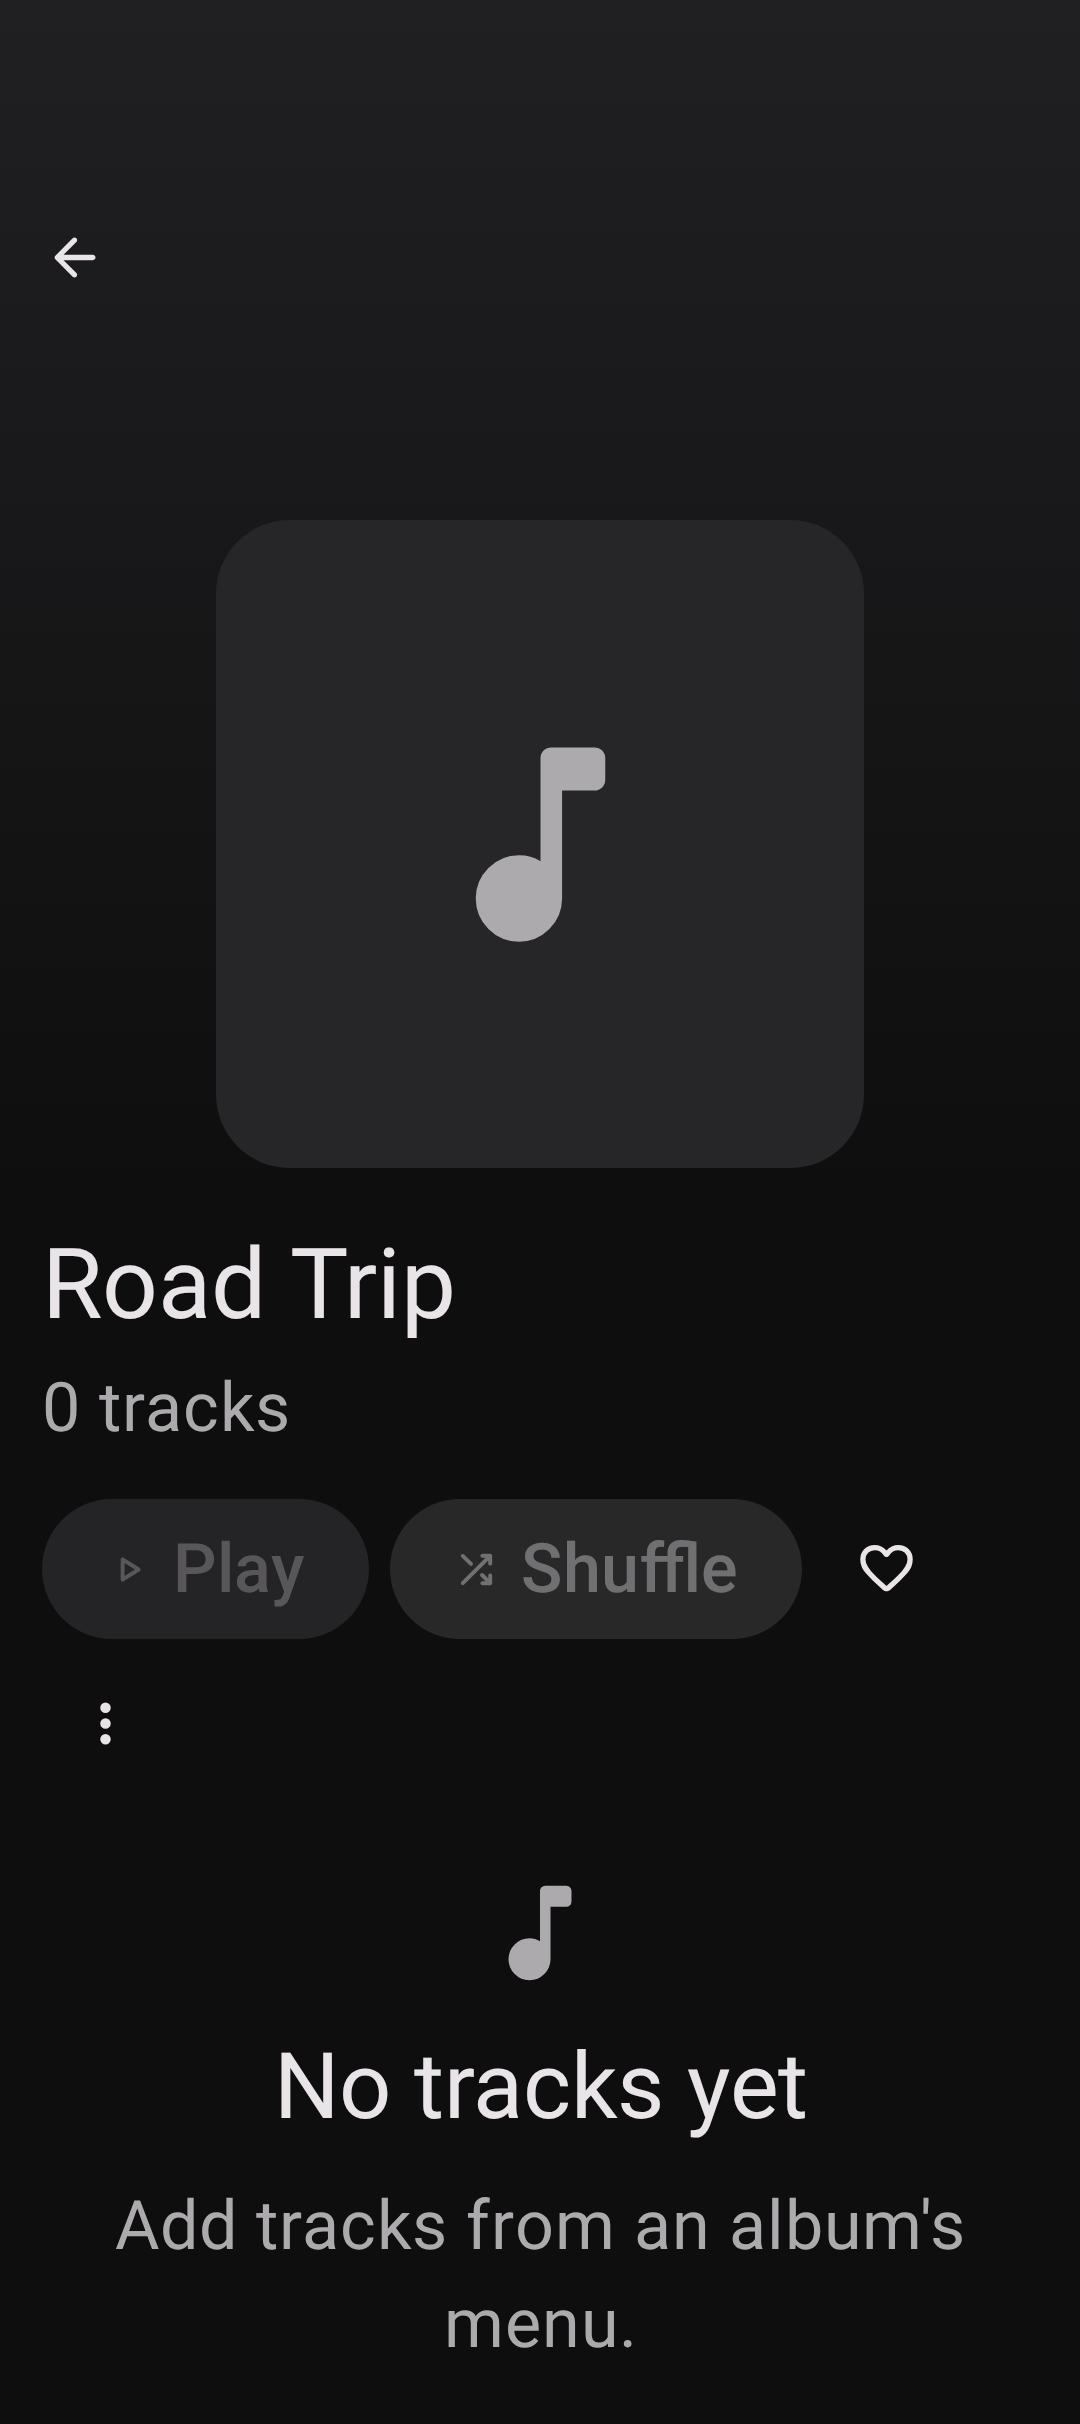 Road Trip
0 tracks
Play
Shuffle
No tracks yet
Add tracks from an album's
menu.